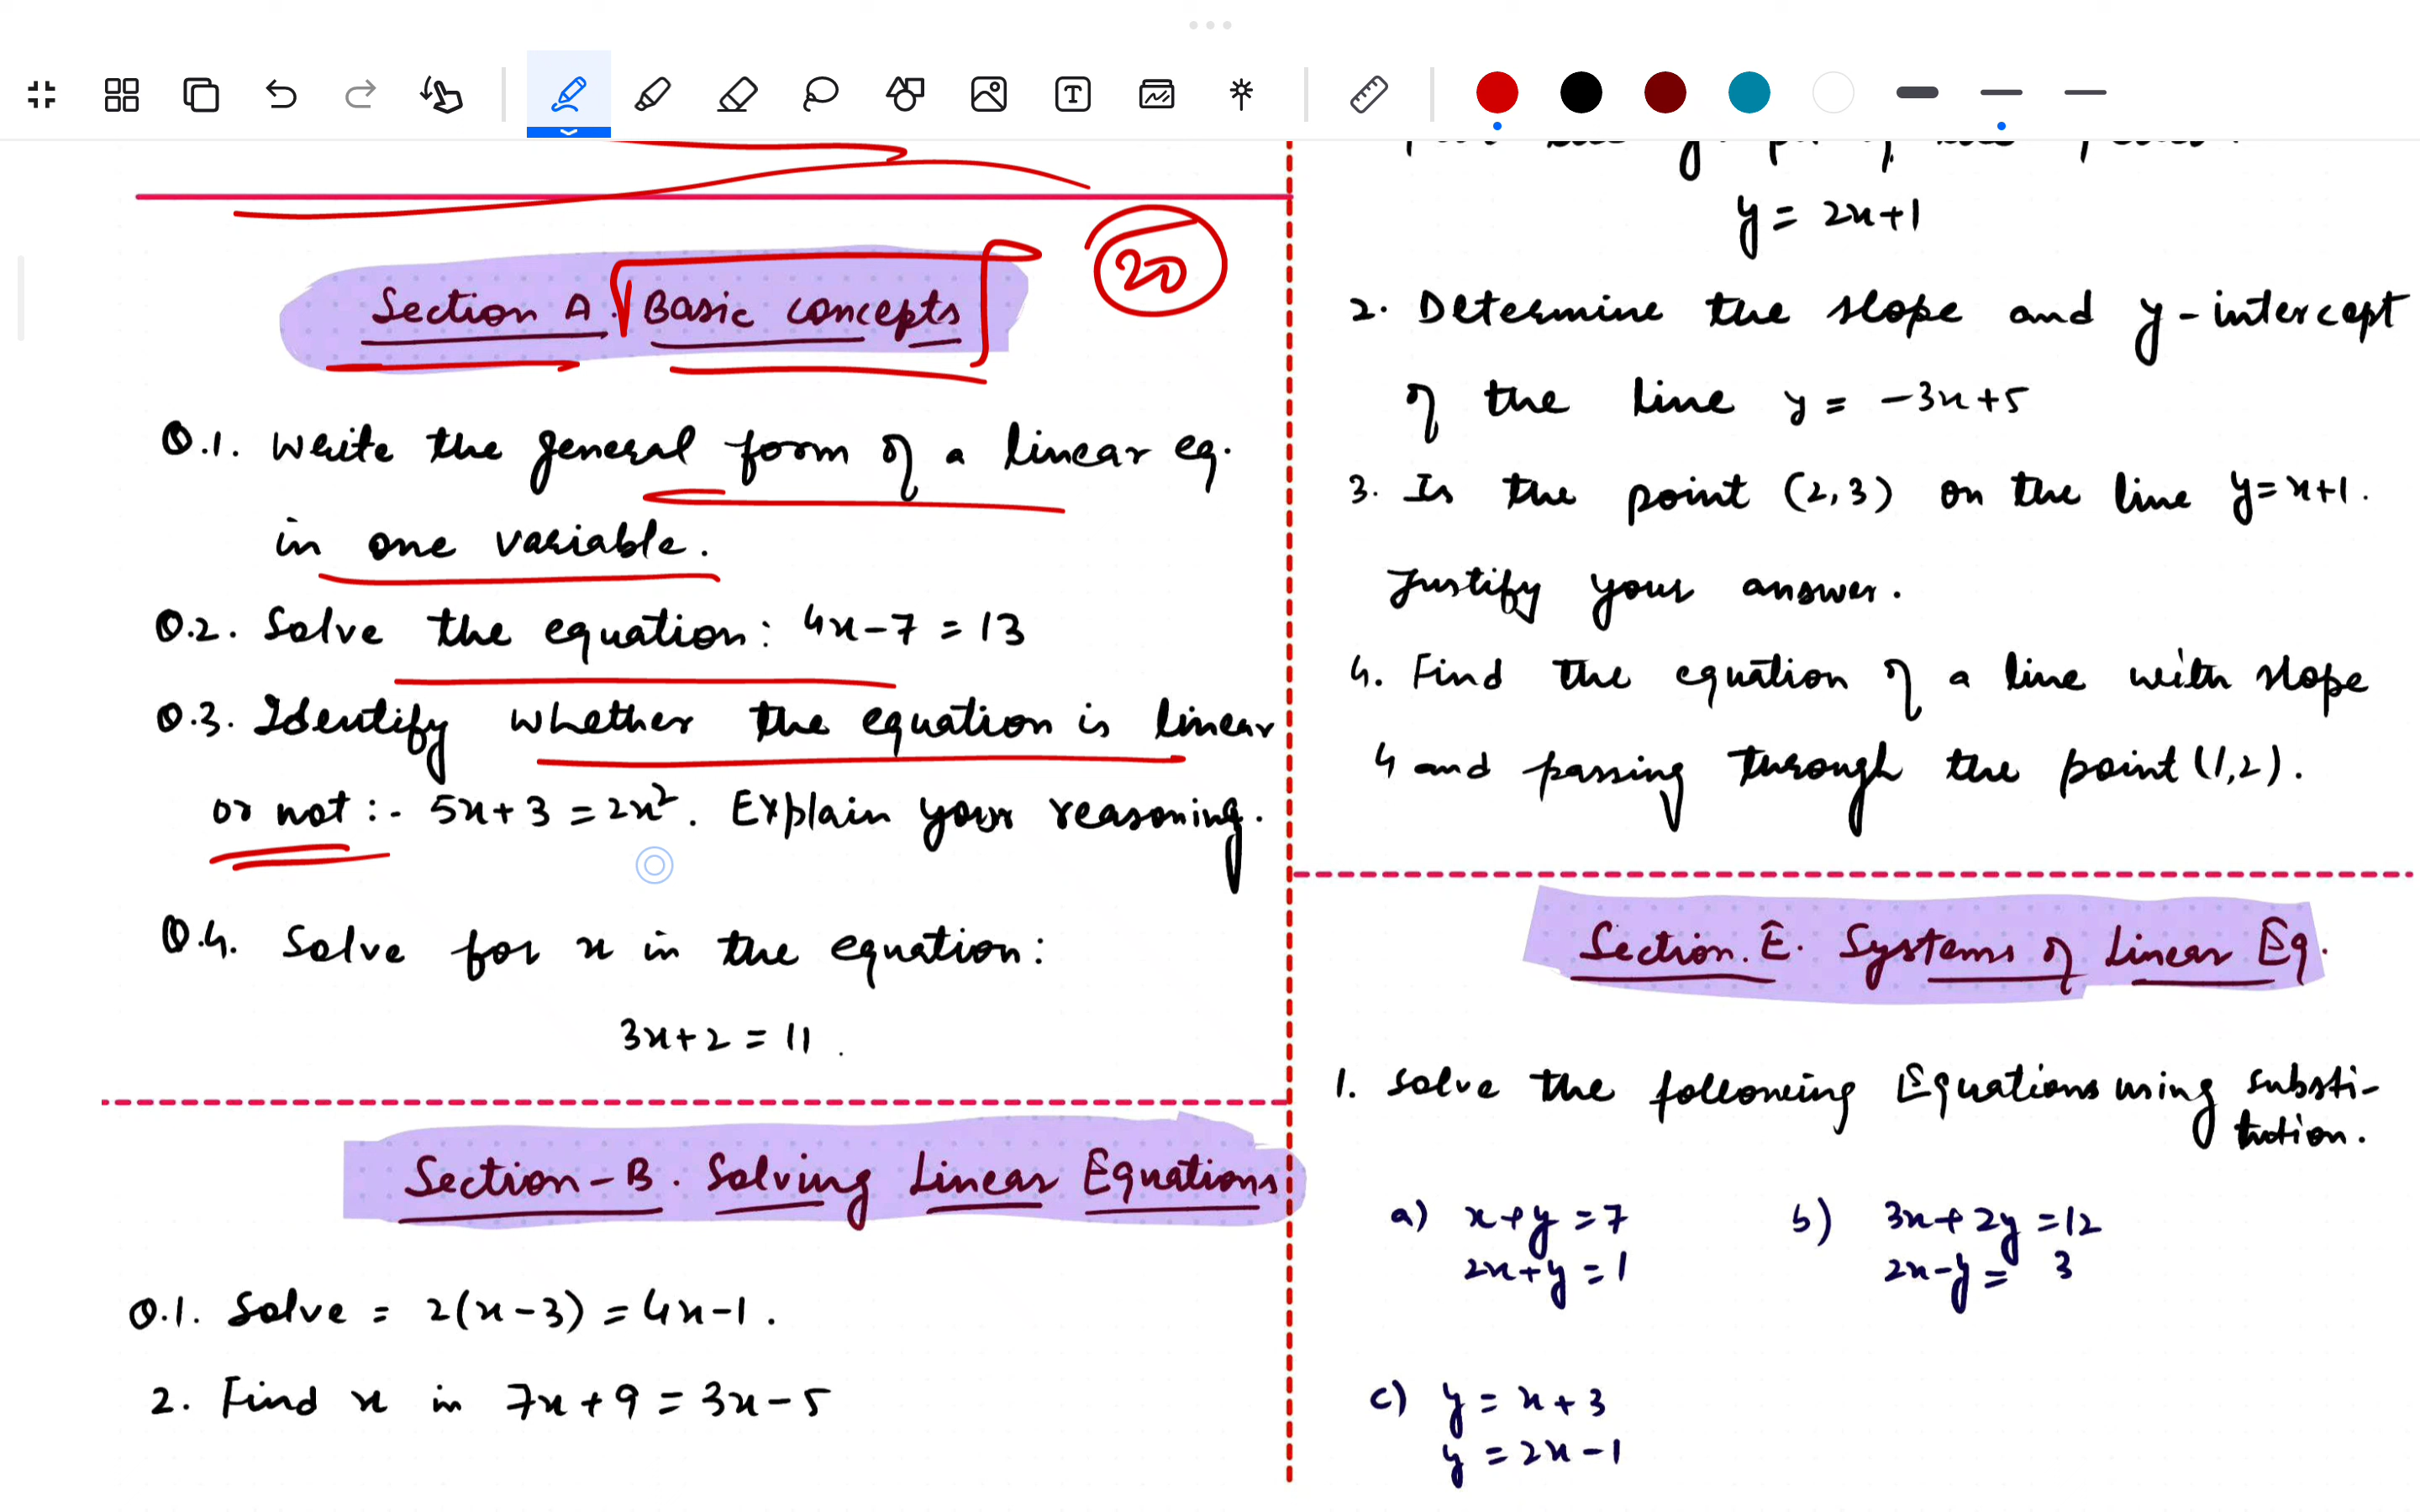 20
Section A. Basic concepts
Q.1. Write the general form of a linear eq.
in one variable.
Q.2. Solve the equation: 4x-7=13
Q.3. Identify whether the equation is linear
or not:- 5x+3=2x². Explain your reasoning.
Q.4. Solve for x in the equation:
3x+2=11.
Section-B. Solving Linear Equations
Q.1. Solve = 2(x-3)=4x-1.
2. Find x in 7x+9=3x-5
y=2x+1
2. Determine the slope and y-intercept
of the line y=-3x+5
3. Is the point (2,3) on the line y=x+1.
Justify your answer.
4. Find the equation of a line with slope
4 and passing through the point (1,2).
Section.E. Systems of Linear Eq.
1. Solve the following Equations using substi-
tution.
a) x+y=7
2x+y=1
b) 3x+2y=12
2x-y=3
c) y=x+3
y=2x-1